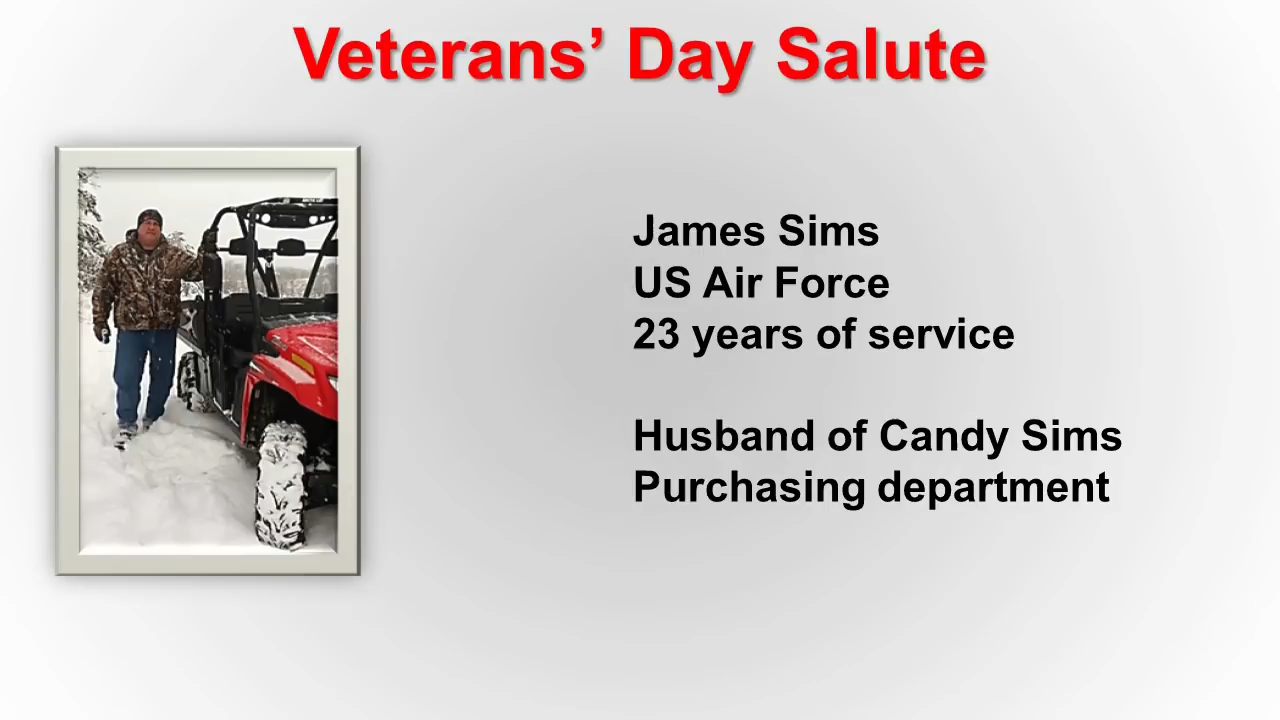 Veterans’ Day Salute
James Sims
US Air Force
23 years of service
Husband of Candy Sims
Purchasing department